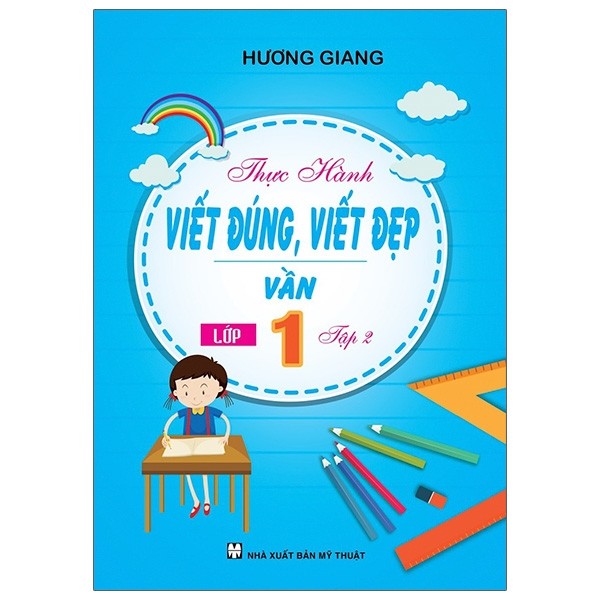 HƯƠNG GIANG
Thực Hành
VIẾT ĐÚNG, VIẾT ĐẸP
VẦN
LỚP 1 Tập 2
NHÀ XUẤT BẢN MỸ THUẬT